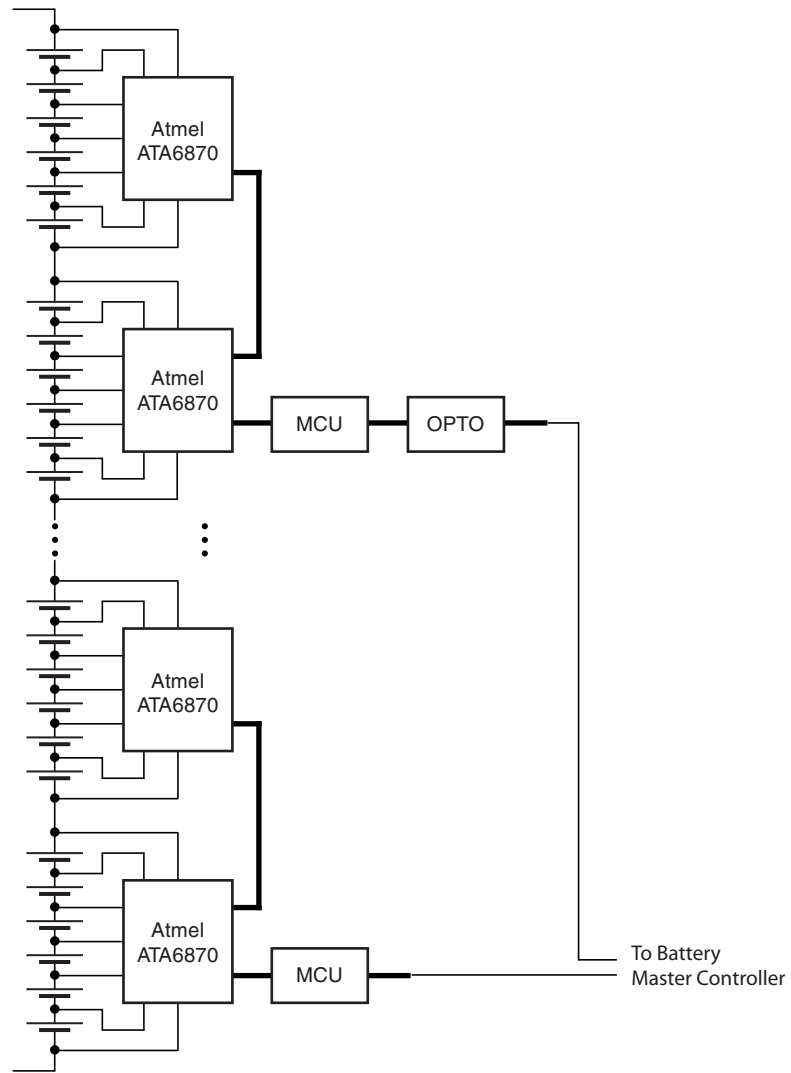 Atmel
ATA6870
Atmel
ATA6870
MCU
OPTO
Atmel
ATA6870
Atmel
ATA6870
MCU
To Battery
Master Controller